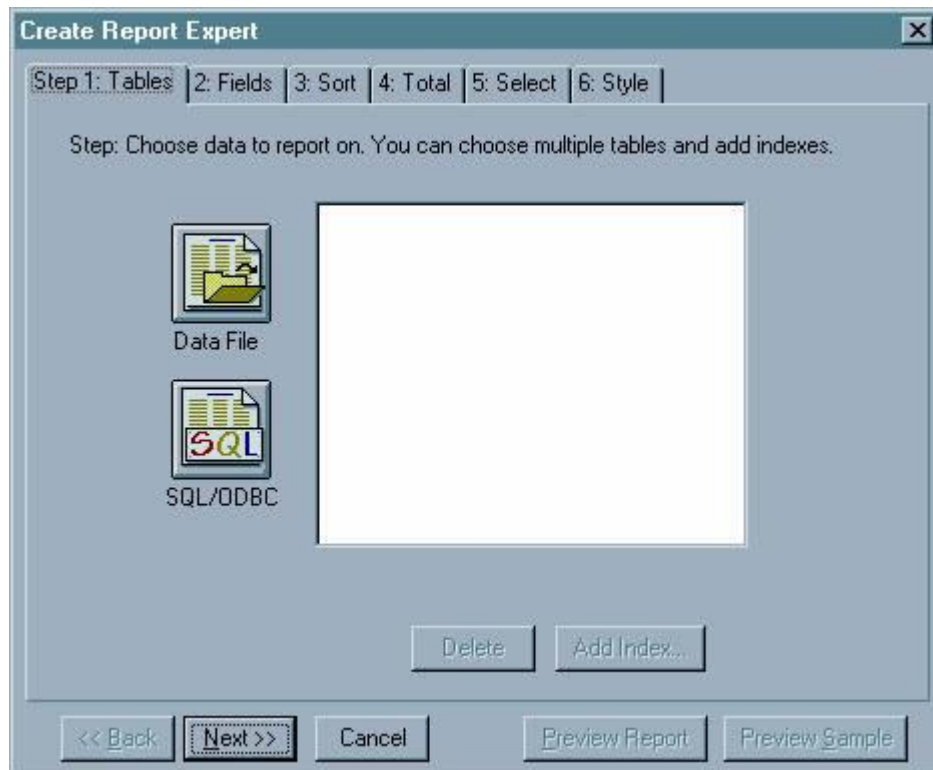 Create Report Expert
Step 1: Tables 2: Fields 3: Sort 4: Total 5: Select 6: Style
Step: Choose data to report on. You can choose multiple tables and add indexes.
Data File
SQL
SQL/ODBC
Delete Add Index...
<< Back Next >> Cancel Preview Report Preview Sample